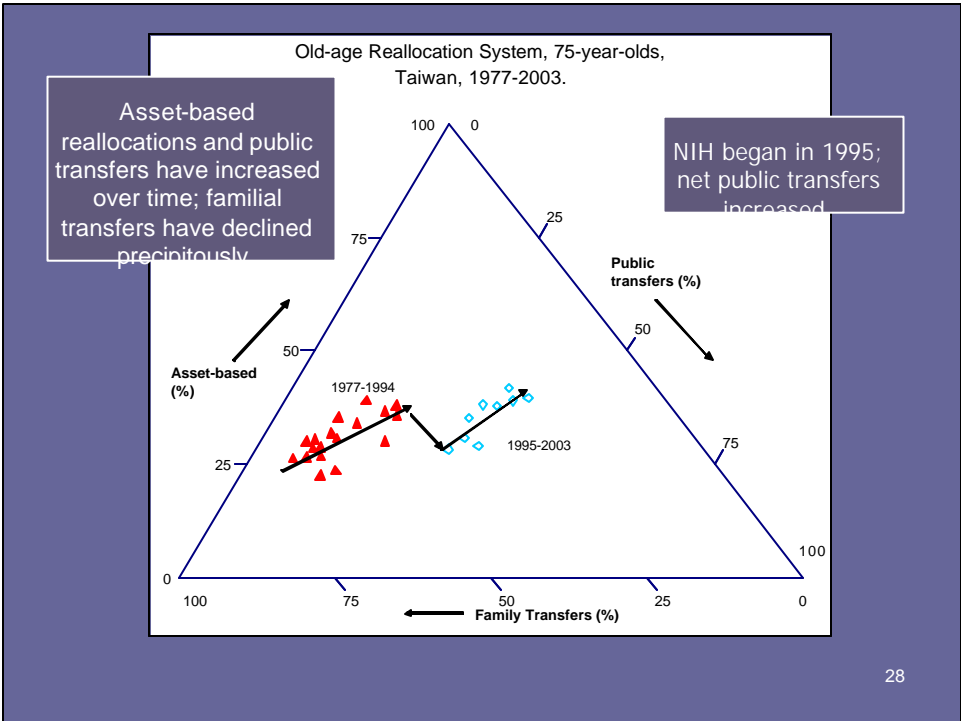 Old-age Reallocation System, 75-year-olds,
Taiwan, 1977-2003.
Asset-based
reallocations and public
transfers have increased
over time; familial
transfers have declined
precipitously
NIH began in 1995;
net public transfers
increased
100 0
75
25
Public
transfers (%)
50
50
Asset-based
(%)
1977-1994
1995-2003
25
75
100
0
100 75 50 25 0
Family Transfers (%)
28